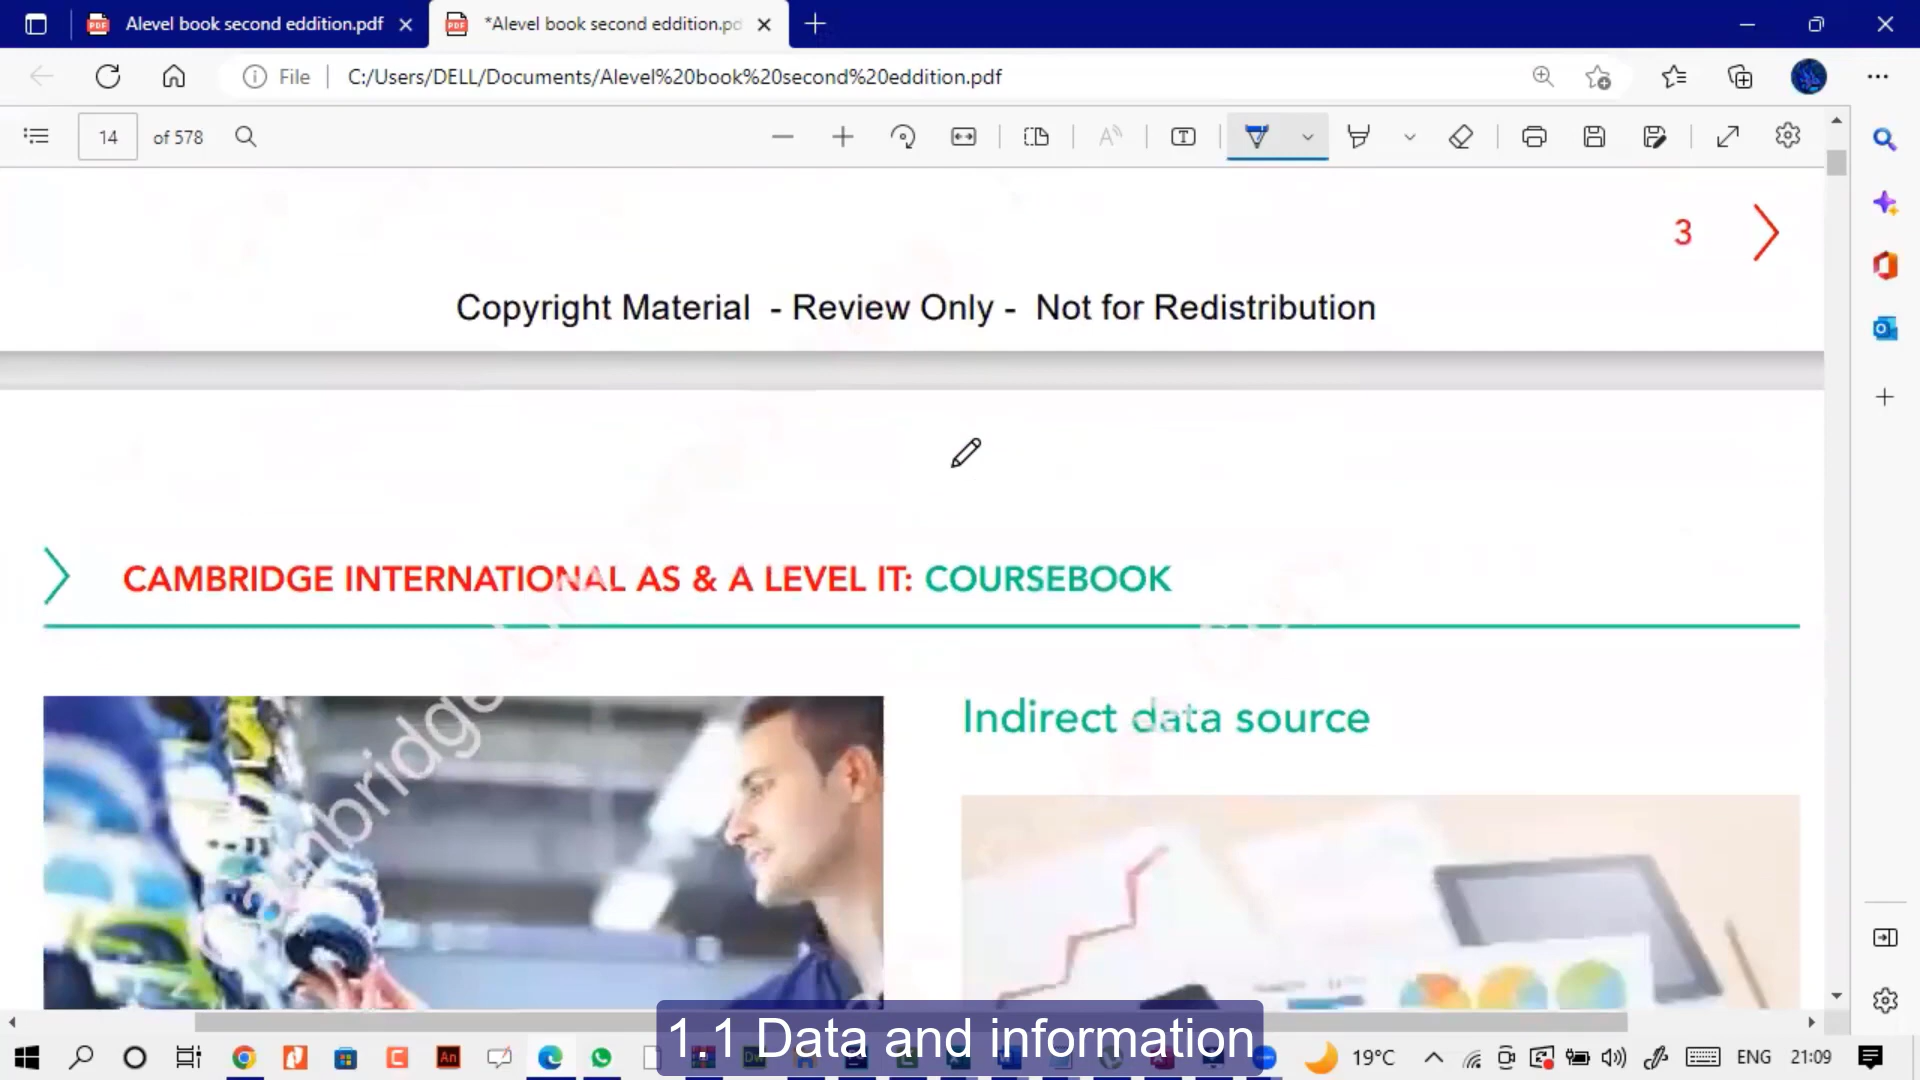 Alevel book second eddition.pdf
*Alevel book second eddition.pd
File
C:/Users/DELL/Documents/Alevel%20book%20second%20eddition.pdf
14
of 578
3
Copyright Material - Review Only - Not for Redistribution
CAMBRIDGE INTERNATIONAL AS & A LEVEL IT: COURSEBOOK
Indirect data source
1.1 Data and information
19°C
ENG
21:09